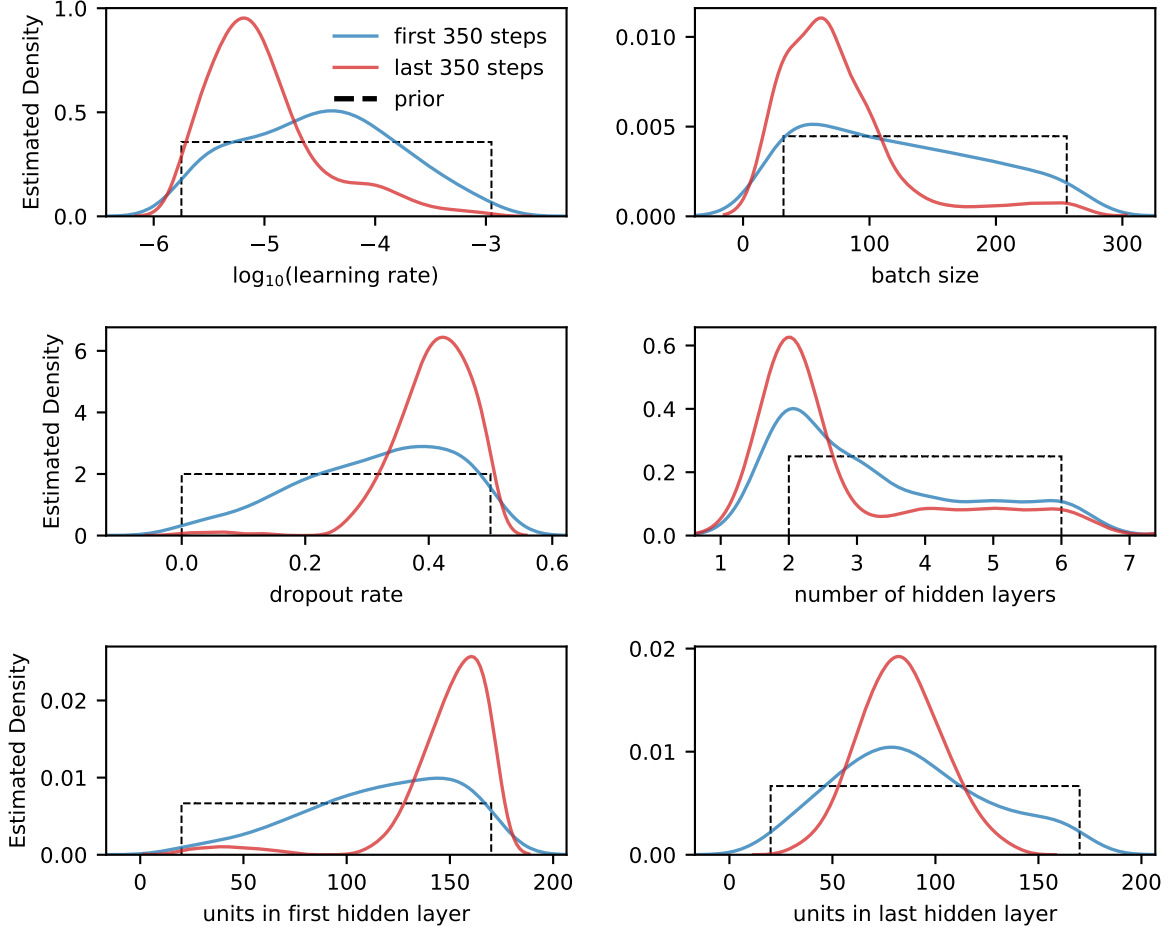 Estimated Density
1.0
0.5
0.0
first 350 steps
last 350 steps
prior
−6 −5 −4 −3
log₁₀(learning rate)
0.010
0.005
0.000
0 100 200 300
batch size
Estimated Density
6
4
2
0
0.0 0.2 0.4 0.6
dropout rate
0.6
0.4
0.2
0.0
1 2 3 4 5 6 7
number of hidden layers
Estimated Density
0.02
0.01
0.00
0 50 100 150 200
units in first hidden layer
0.02
0.01
0.00
0 50 100 150 200
units in last hidden layer